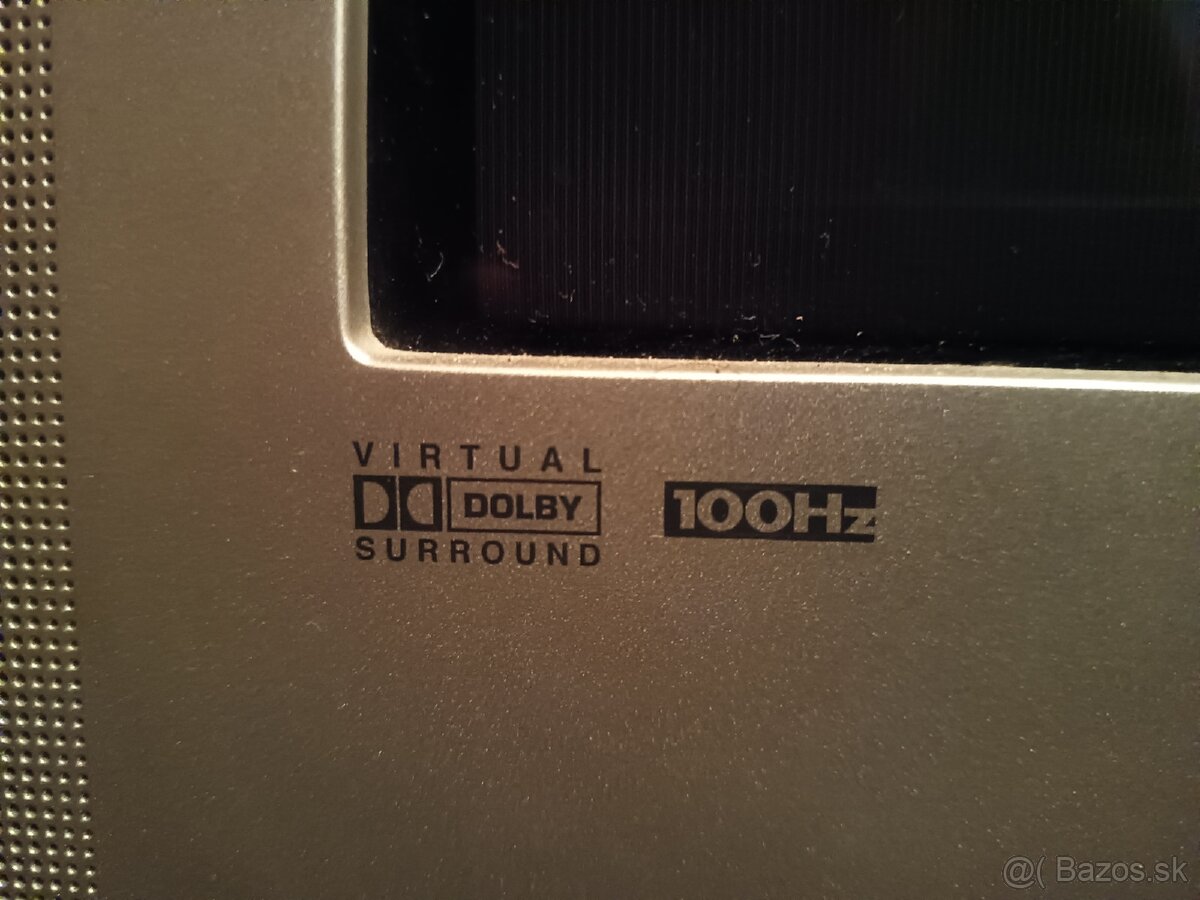 VIRTUAL
DOLBY
SURROUND
100Hz
@( Bazos.sk